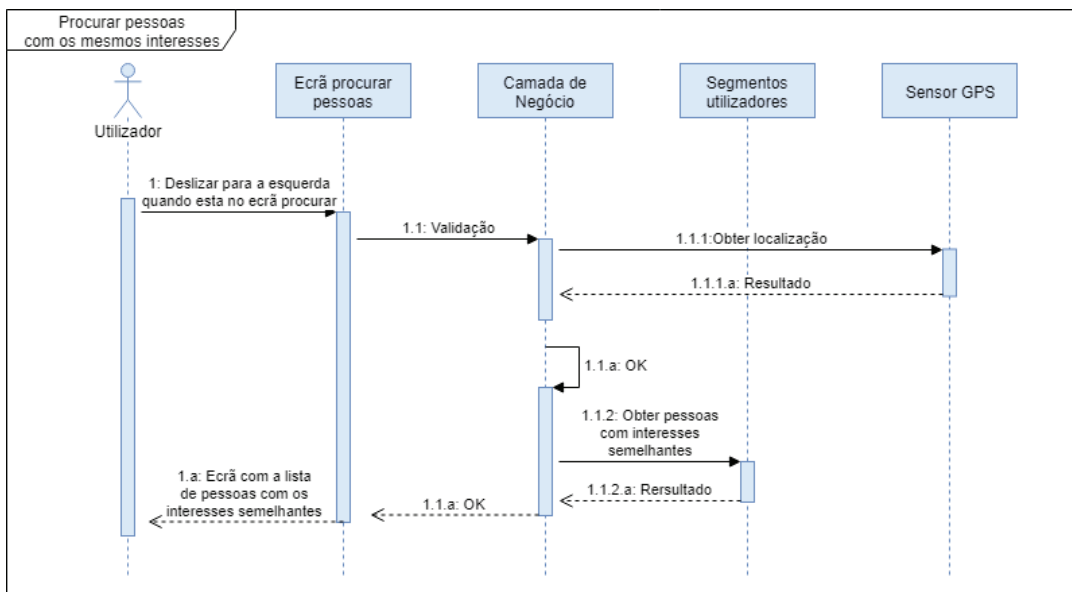 Procurar pessoas
com os mesmos interesses
Utilizador
Ecrã procurar
pessoas
Camada de
Negócio
Segmentos
utilizadores
Sensor GPS
1: Deslizar para a esquerda
quando esta no ecrã procurar
1.1: Validação
1.1.1:Obter localização
1.1.1.a: Resultado
1.1.a: OK
1.1.2: Obter pessoas
com interesses
semelhantes
1.1.2.a: Rersultado
1.1.a: OK
1.a: Ecrã com a lista
de pessoas com os
interesses semelhantes